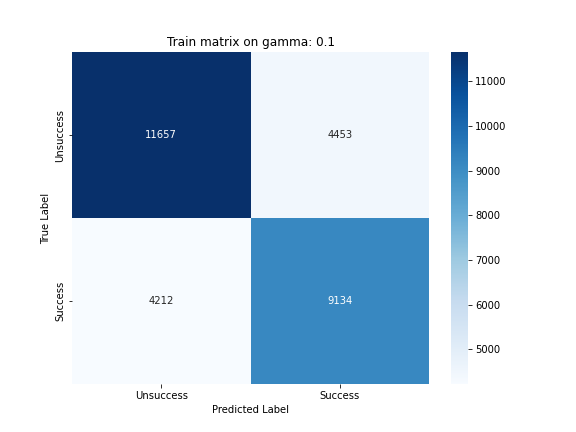 Train matrix on gamma: 0.1
Unsuccess
11657
4453
True Label
Success
4212
9134
Unsuccess
Success
Predicted Label
11000
10000
9000
8000
7000
6000
5000